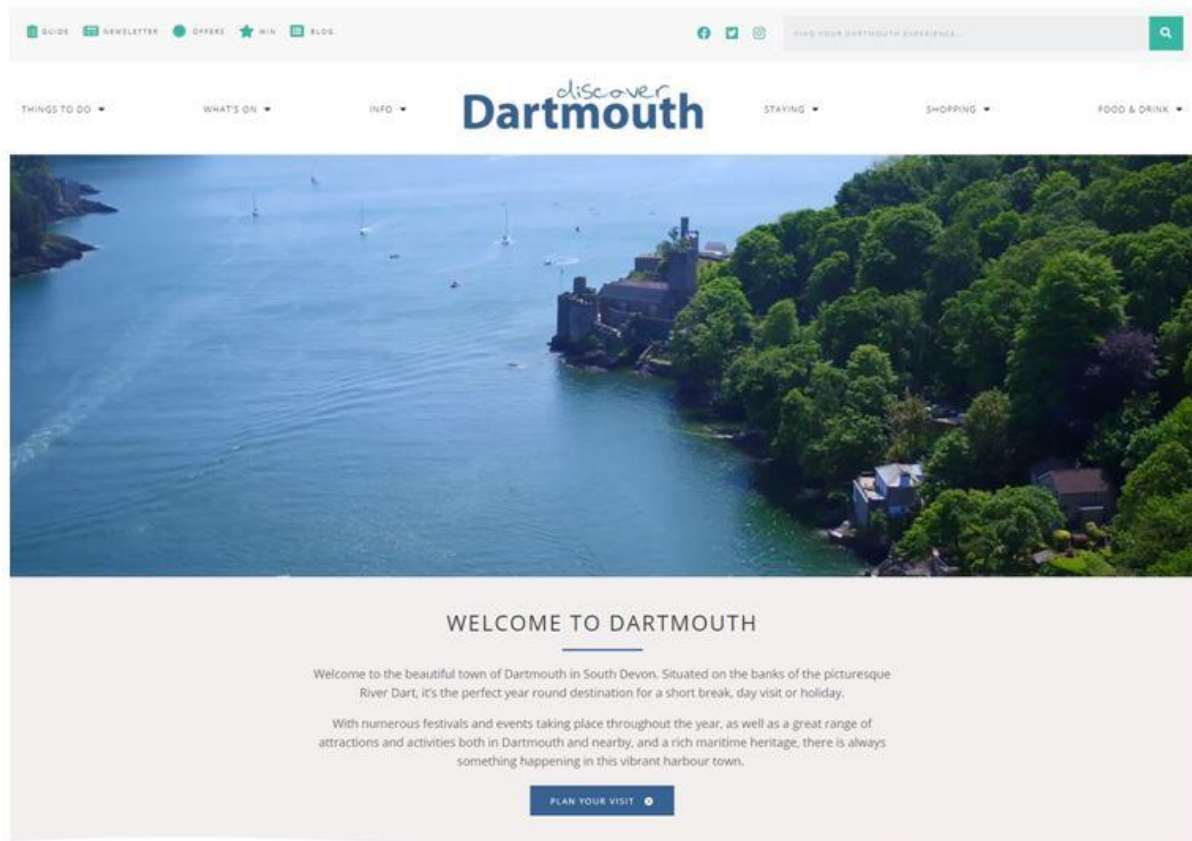 GUIDE NEWSLETTER OFFERS WIN BLOG
FIND YOUR DARTMOUTH EXPERIENCE...
THINGS TO DO WHAT'S ON INFO discover Dartmouth STAYING SHOPPING FOOD & DRINK
WELCOME TO DARTMOUTH
Welcome to the beautiful town of Dartmouth in South Devon. Situated on the banks of the picturesque
River Dart, it's the perfect year round destination for a short break, day visit or holiday.
With numerous festivals and events taking place throughout the year, as well as a great range of
attractions and activities both in Dartmouth and nearby, and a rich maritime heritage, there is always
something happening in this vibrant harbour town.
PLAN YOUR VISIT